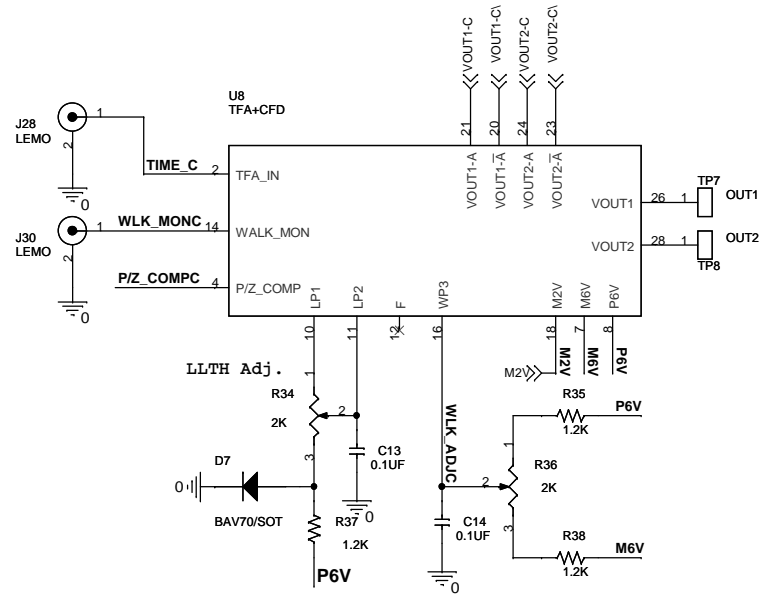 VOUT1-C
VOUT1-C\
VOUT2-C
VOUT2-C\
U8
TFA+CFD
21
20
24
23
VOUT1-A
VOUT1-A
VOUT2-A
VOUT2-A
J28
LEMO
1
2
0
TIME_C
2
TFA_IN
J30
LEMO
1
2
0
WLK_MONC
14
WALK_MON
P/Z_COMPC
4
P/Z_COMP
VOUT1
26
1
TP7
OUT1
VOUT2
28
1
TP8
OUT2
LP1
LP2
F
WP3
M2V
M6V
P6V
10
11
12
16
18
7
8
M2V
M2V
M6V
P6V
LLTH Adj.
1
R34
2K
2
3
C13
0.1UF
0
D7
0
BAV70/SOT
R37
1.2K
P6V
WLK_ADJC
C14
0.1UF
0
R35
1.2K
P6V
1
2
R36
2K
3
R38
1.2K
M6V